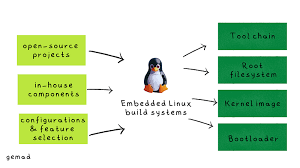 open-source
projects
in-house
components
configurations
& feature
selection
Embedded Linux
build systems
Toolchain
Root
filesystem
Kernel image
Bootloader
gemad